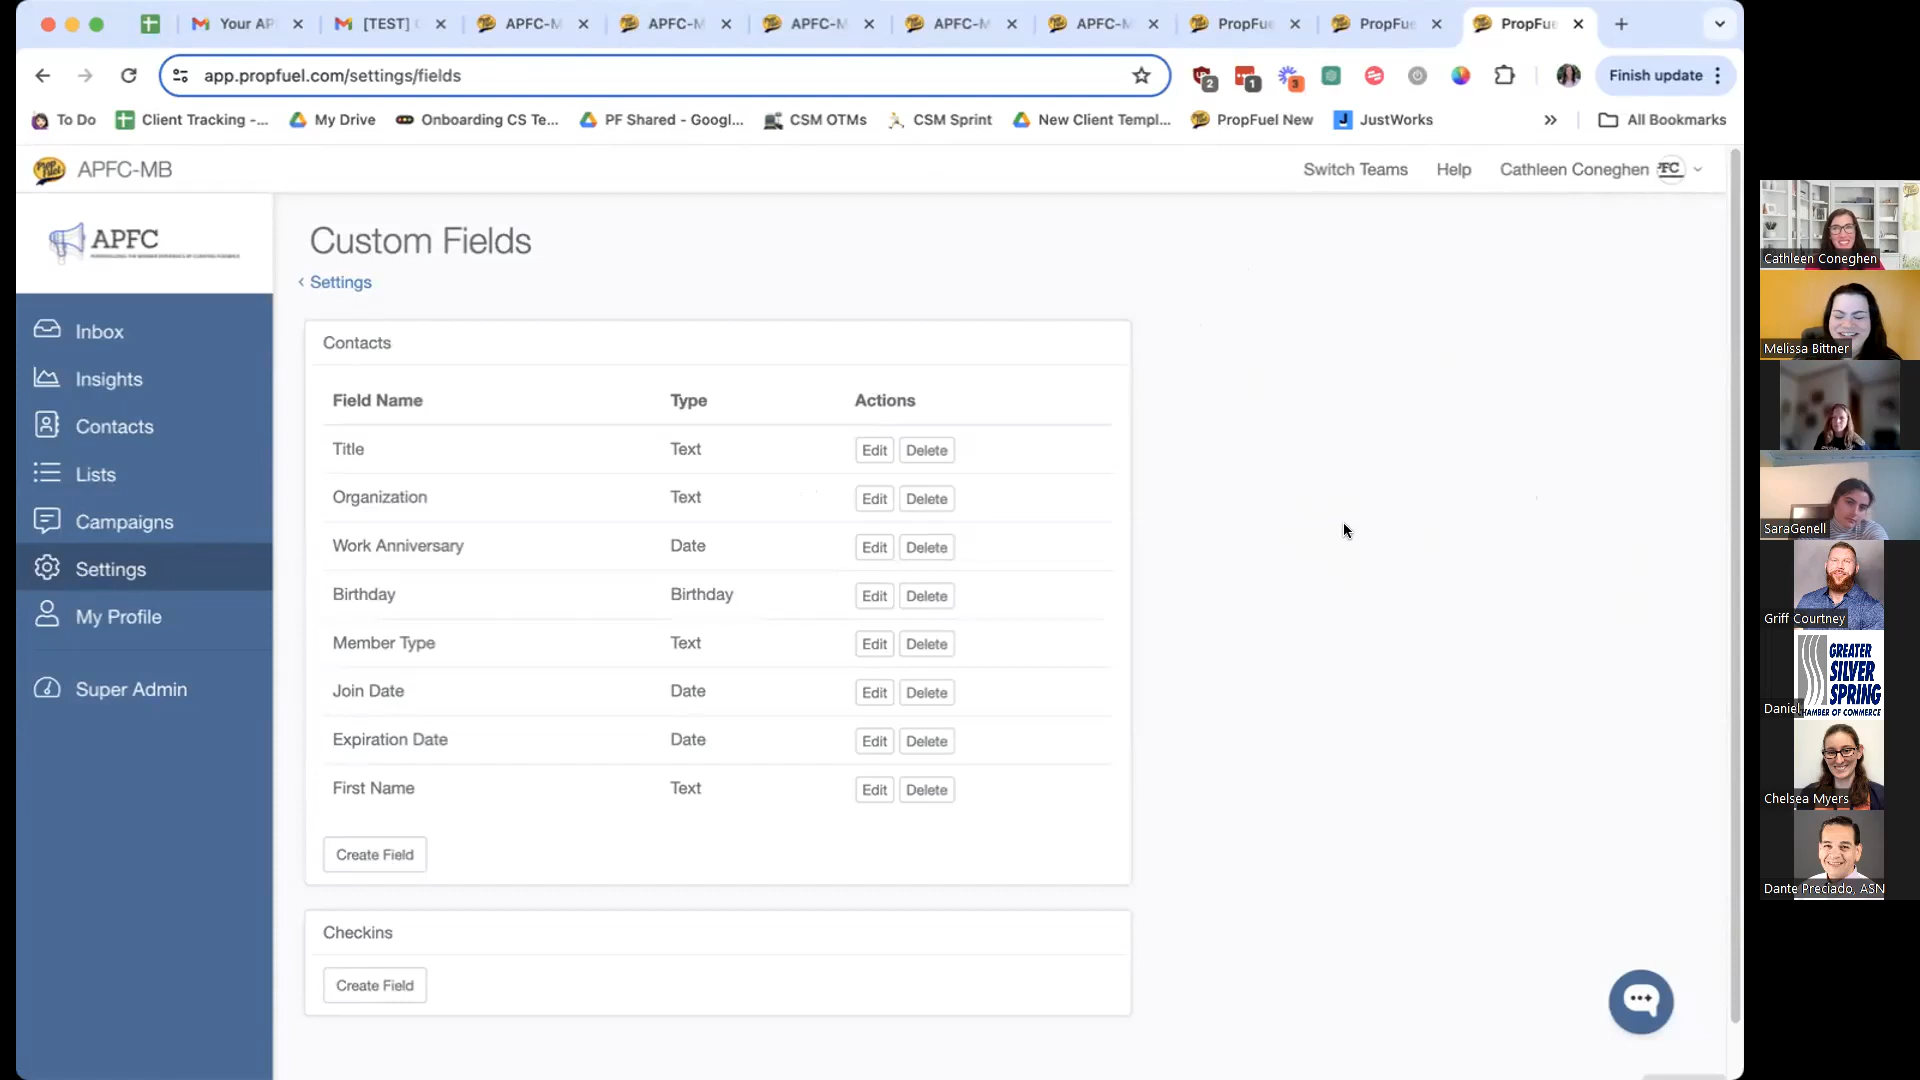 Your AP
[TEST]
APFC-M
APFC-M
APFC-M
APFC-M
APFC-M
PropFue
PropFue
PropFue
app.propfuel.com/settings/fields
2
1
3
Finish update
To Do
Client Tracking -...
My Drive
Onboarding CS Te...
PF Shared - Googl...
CSM OTMs
CSM Sprint
New Client Templ...
PropFuel New
JustWorks
All Bookmarks
APFC-MB
Switch Teams
Help
Cathleen Coneghen
APFC
Inbox
Insights
Contacts
Lists
Campaigns
Settings
My Profile
Super Admin
Custom Fields
< Settings
Contacts
Field Name Type Actions
Title Text Edit Delete
Organization Text Edit Delete
Work Anniversary Date Edit Delete
Birthday Birthday Edit Delete
Member Type Text Edit Delete
Join Date Date Edit Delete
Expiration Date Date Edit Delete
First Name Text Edit Delete
Create Field
Checkins
Create Field
Cathleen Coneghen
Melissa Bittner
SaraGenell
Griff Courtney
GREATER
SILVER
SPRING
CHAMBER OF COMMERCE
Daniel
Chelsea Myers
Dante Preciado, ASN